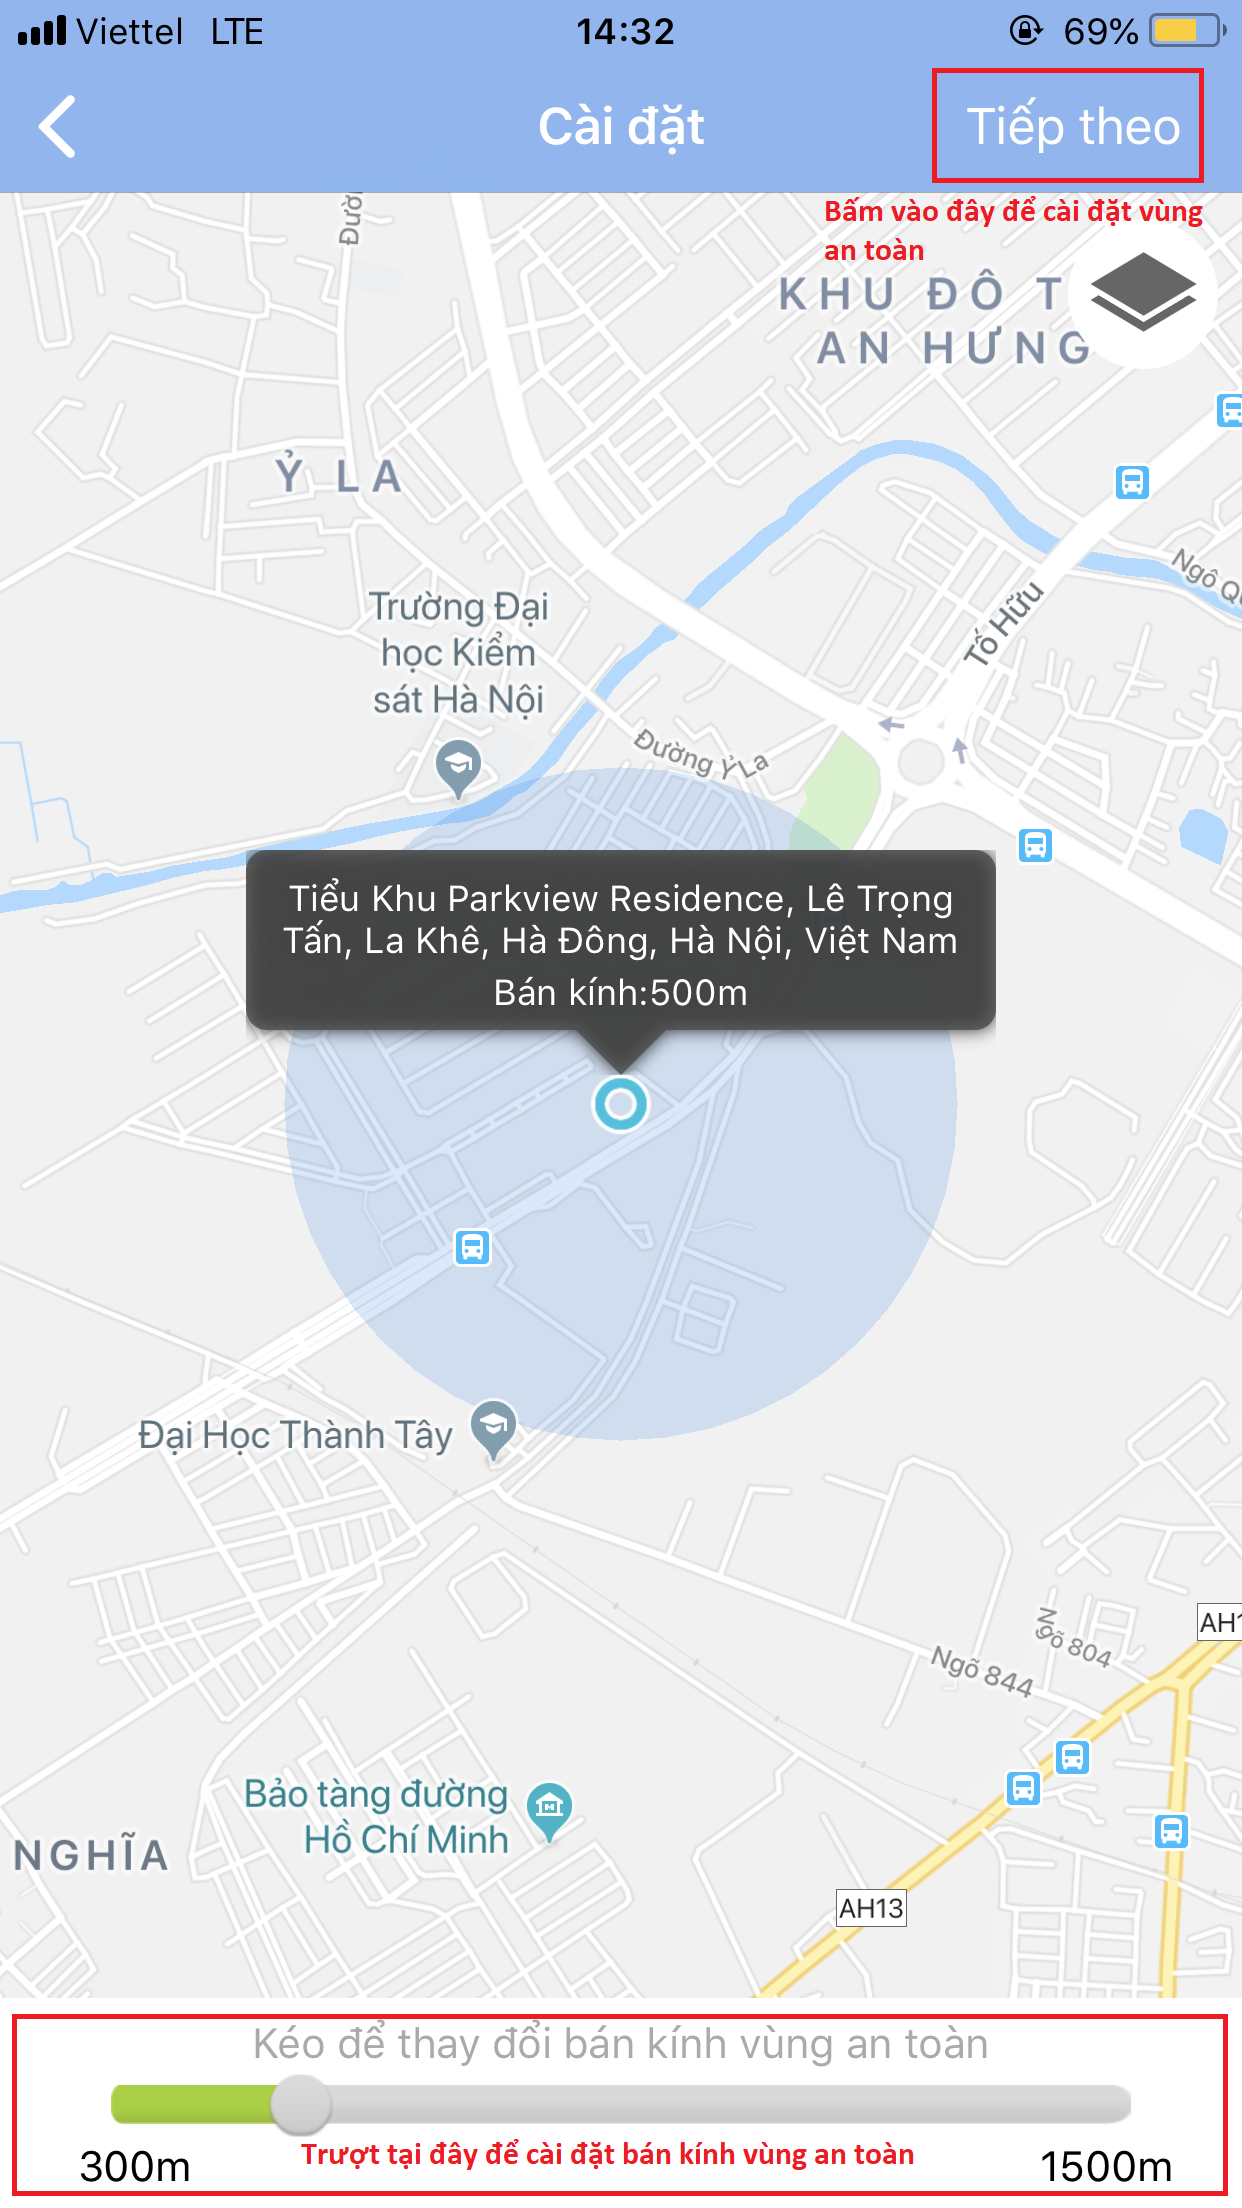 Viettel LTE 14:32 69%
Cài đặt
Tiếp theo
Bấm vào đây để cài đặt vùng
an toàn
KHU ĐÔ T
AN HƯNG
Ỷ LA
Trường Đại
học Kiểm
sát Hà Nội
Tố Hữu
Đường Ỷ La
Tiểu Khu Parkview Residence, Lê Trọng
Tấn, La Khê, Hà Đông, Hà Nội, Việt Nam
Bán kính:500m
Đại Học Thành Tây
Ngõ 804
Ngõ 844
Bảo tàng đường
Hồ Chí Minh
NGHĨA
AH13
Kéo để thay đổi bán kính vùng an toàn
Trượt tại đây để cài đặt bán kính vùng an toàn
300m
1500m